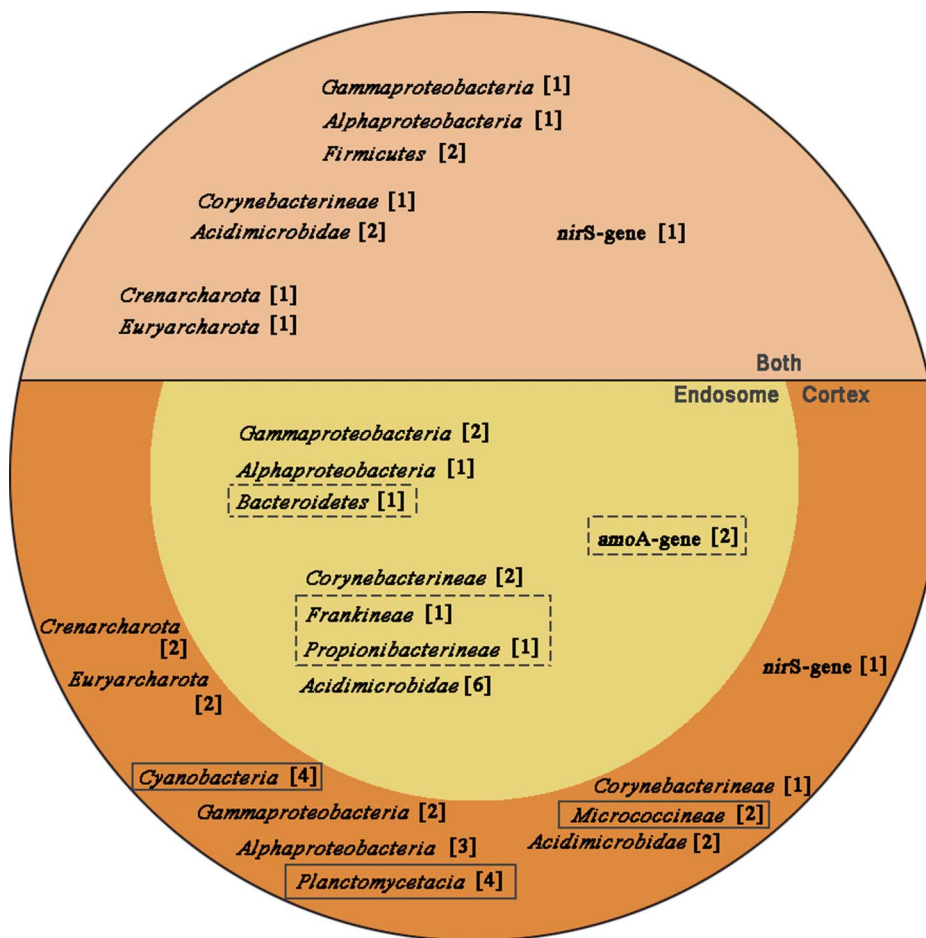 Gammaproteobacteria [1]
Alphaproteobacteria [1]
Firmicutes [2]
Corynebacterineae [1]
Acidimicrobidae [2]
nirS-gene [1]
Crenarcharota [1]
Euryarcharota [1]
Both
Endosome
Cortex
Gammaproteobacteria [2]
Alphaproteobacteria [1]
Bacteroidetes [1]
amoA-gene [2]
Corynebacterineae [2]
Frankineae [1]
Propionibacterineae [1]
Acidimicrobidae [6]
Crenarcharota
[2]
Euryarcharota
[2]
nirS-gene [1]
Cyanobacteria [4]
Gammaproteobacteria [2]
Alphaproteobacteria [3]
Planctomycetacia [4]
Corynebacterineae [1]
Micrococcineae [2]
Acidimicrobidae [2]